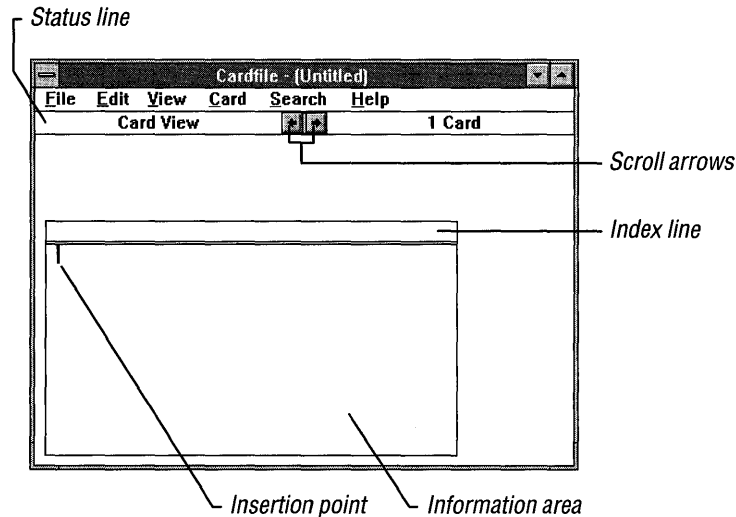 Status line
Cardfile - (Untitled)
File Edit View Card Search Help
Card View 1 Card
Scroll arrows
Index line
Insertion point Information area